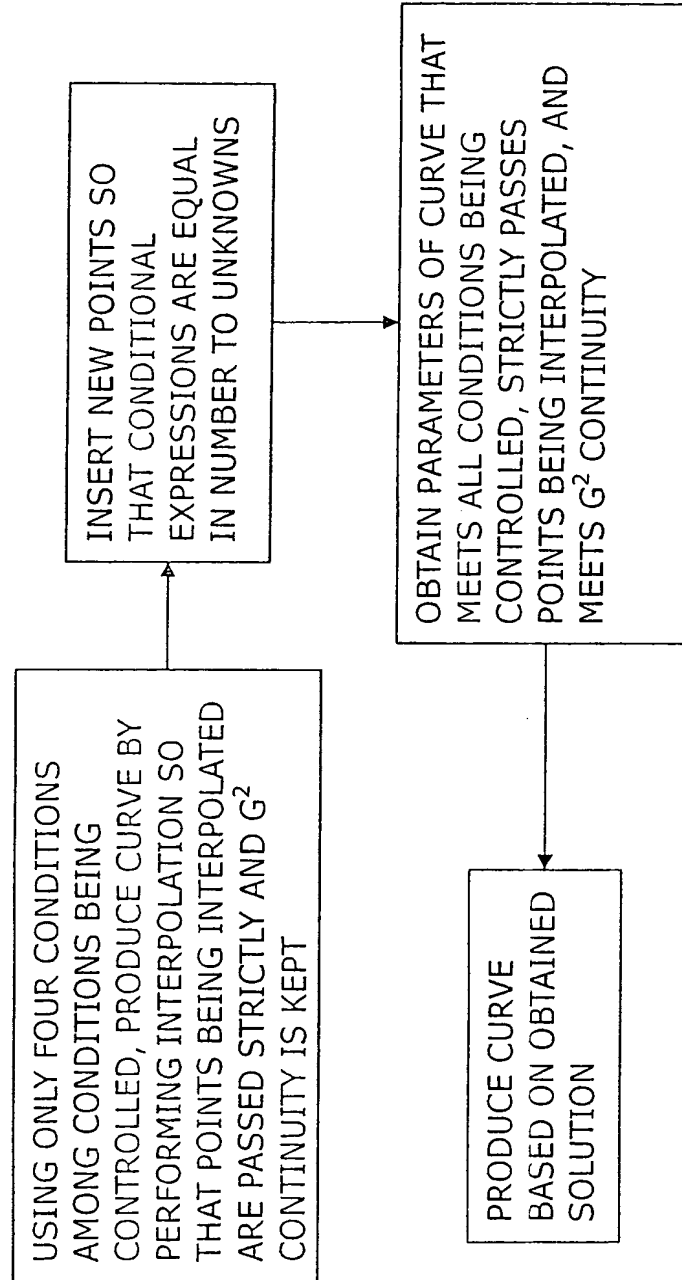 USING ONLY FOUR CONDITIONS
AMONG CONDITIONS BEING
CONTROLLED, PRODUCE CURVE BY
PERFORMING INTERPOLATION SO
THAT POINTS BEING INTERPOLATED
ARE PASSED STRICTLY AND G²
CONTINUITY IS KEPT
INSERT NEW POINTS SO
THAT CONDITIONAL
EXPRESSIONS ARE EQUAL
IN NUMBER TO UNKNOWNS
OBTAIN PARAMETERS OF CURVE THAT
MEETS ALL CONDITIONS BEING
CONTROLLED, STRICTLY PASSES
POINTS BEING INTERPOLATED, AND
MEETS G² CONTINUITY
PRODUCE CURVE
BASED ON OBTAINED
SOLUTION